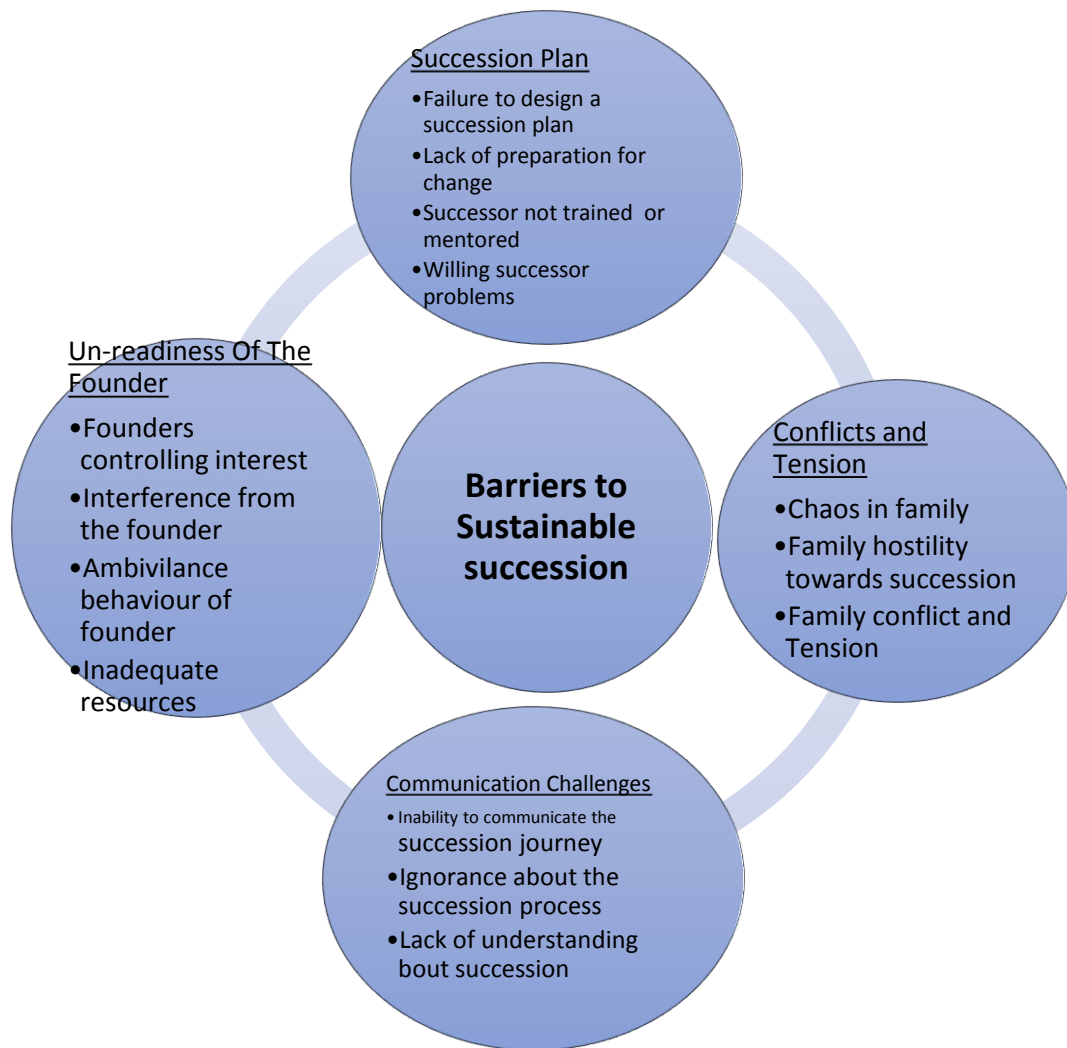 Succession Plan
•Failure to design a
succession plan
•Lack of preparation for
change
•Successor not trained or
mentored
•Willing successor
problems
Un-readiness Of The
Founder
•Founders
controlling interest
•Interference from
the founder
•Ambivilance
behaviour of
founder
•Inadequate
resources
Barriers to
Sustainable
succession
Conflicts and
Tension
•Chaos in family
•Family hostility
towards succession
•Family conflict and
Tension
Communication Challenges
•Inability to communicate the
succession journey
•Ignorance about the
succession process
•Lack of understanding
bout succession